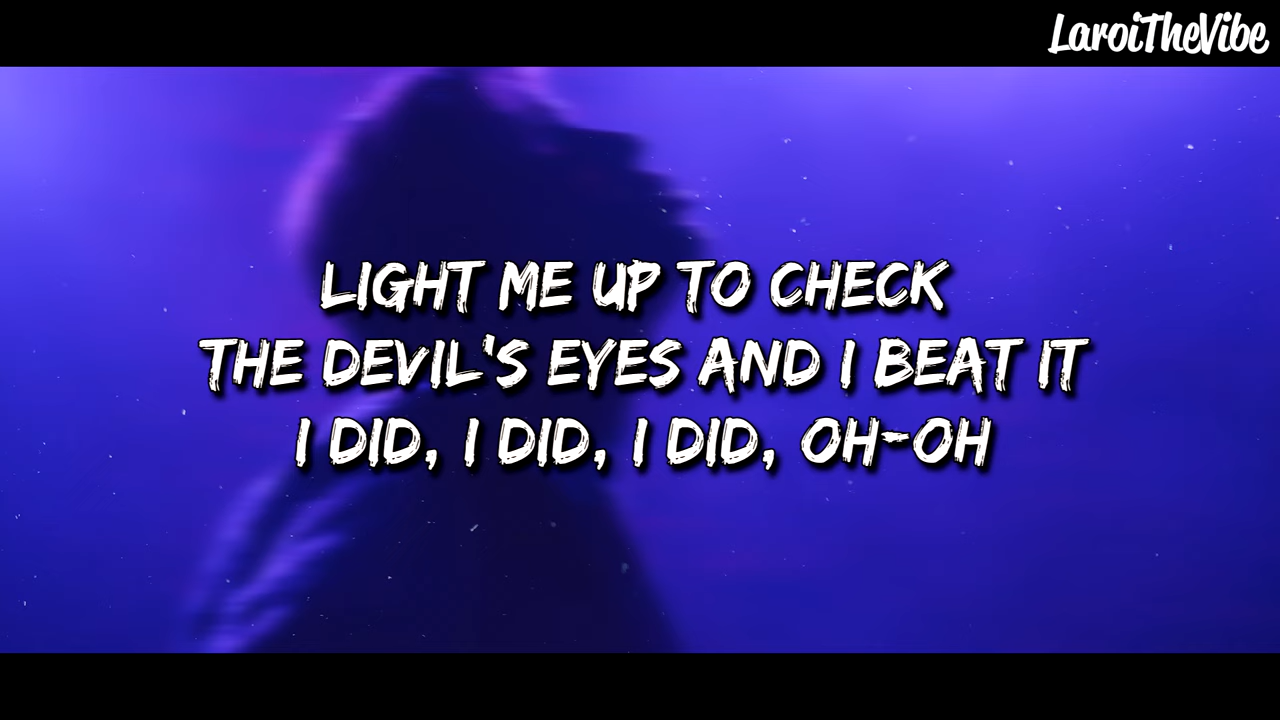 LaroiTheVibe
LIGHT ME UP TO CHECK
THE DEVIL'S EYES AND I BEAT IT
I DID, I DID, I DID, OH-OH